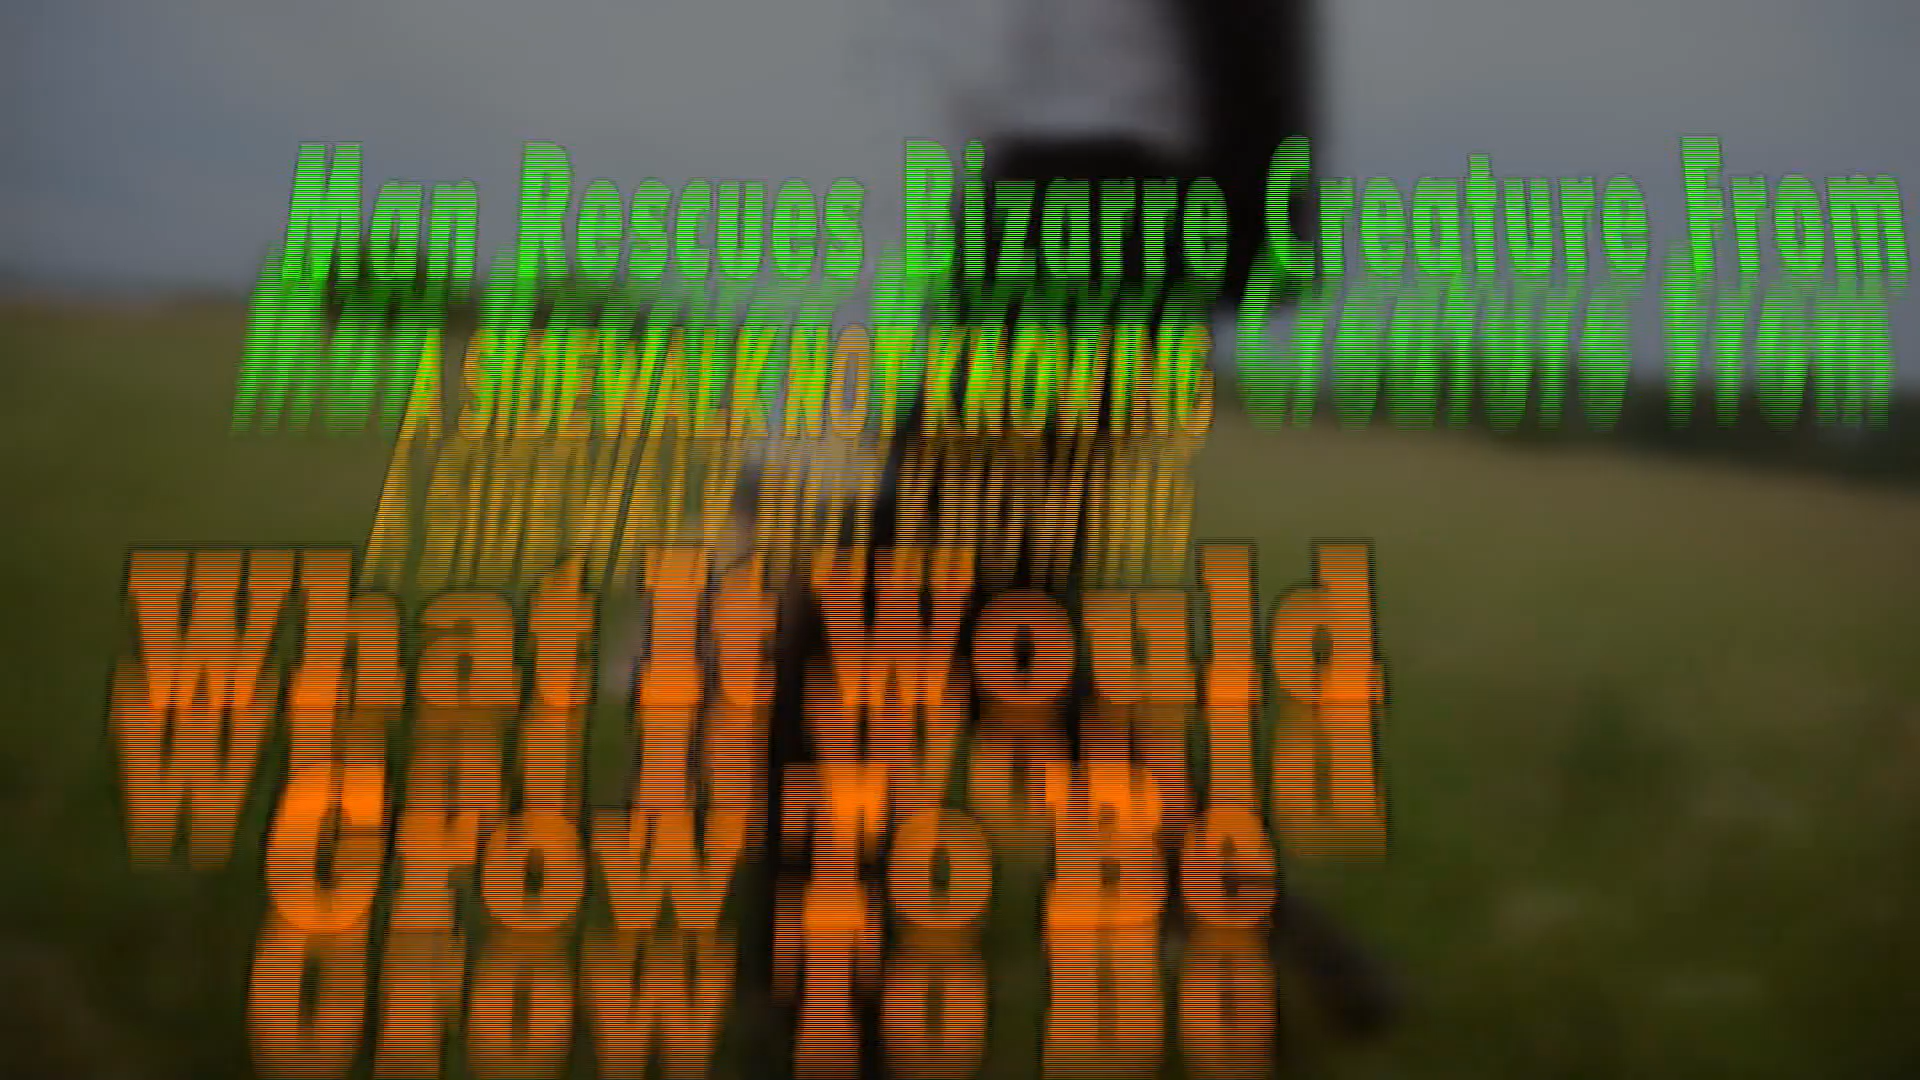 Man Rescues Bizarre Creature From
A SIDEWALK NOT KNOWING
What It Would
Grow To Be